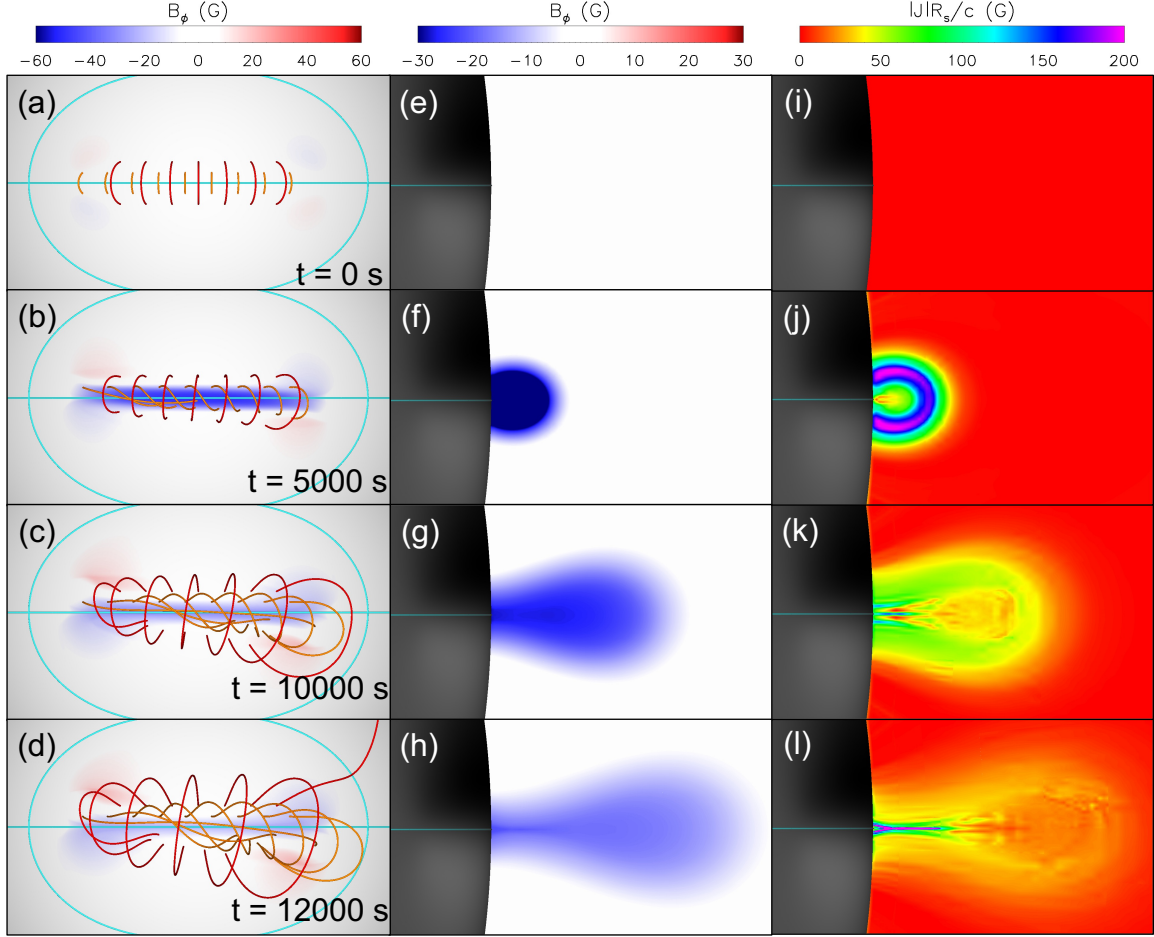 B_φ (G)
B_φ (G)
|J|R_s/c (G)
−60 −40 −20 0 20 40 60
−30 −20 −10 0 10 20 30
0 50 100 150 200
(a)
t = 0 s
(e)
(i)
(b)
t = 5000 s
(f)
(j)
(c)
t = 10000 s
(g)
(k)
(d)
t = 12000 s
(h)
(l)